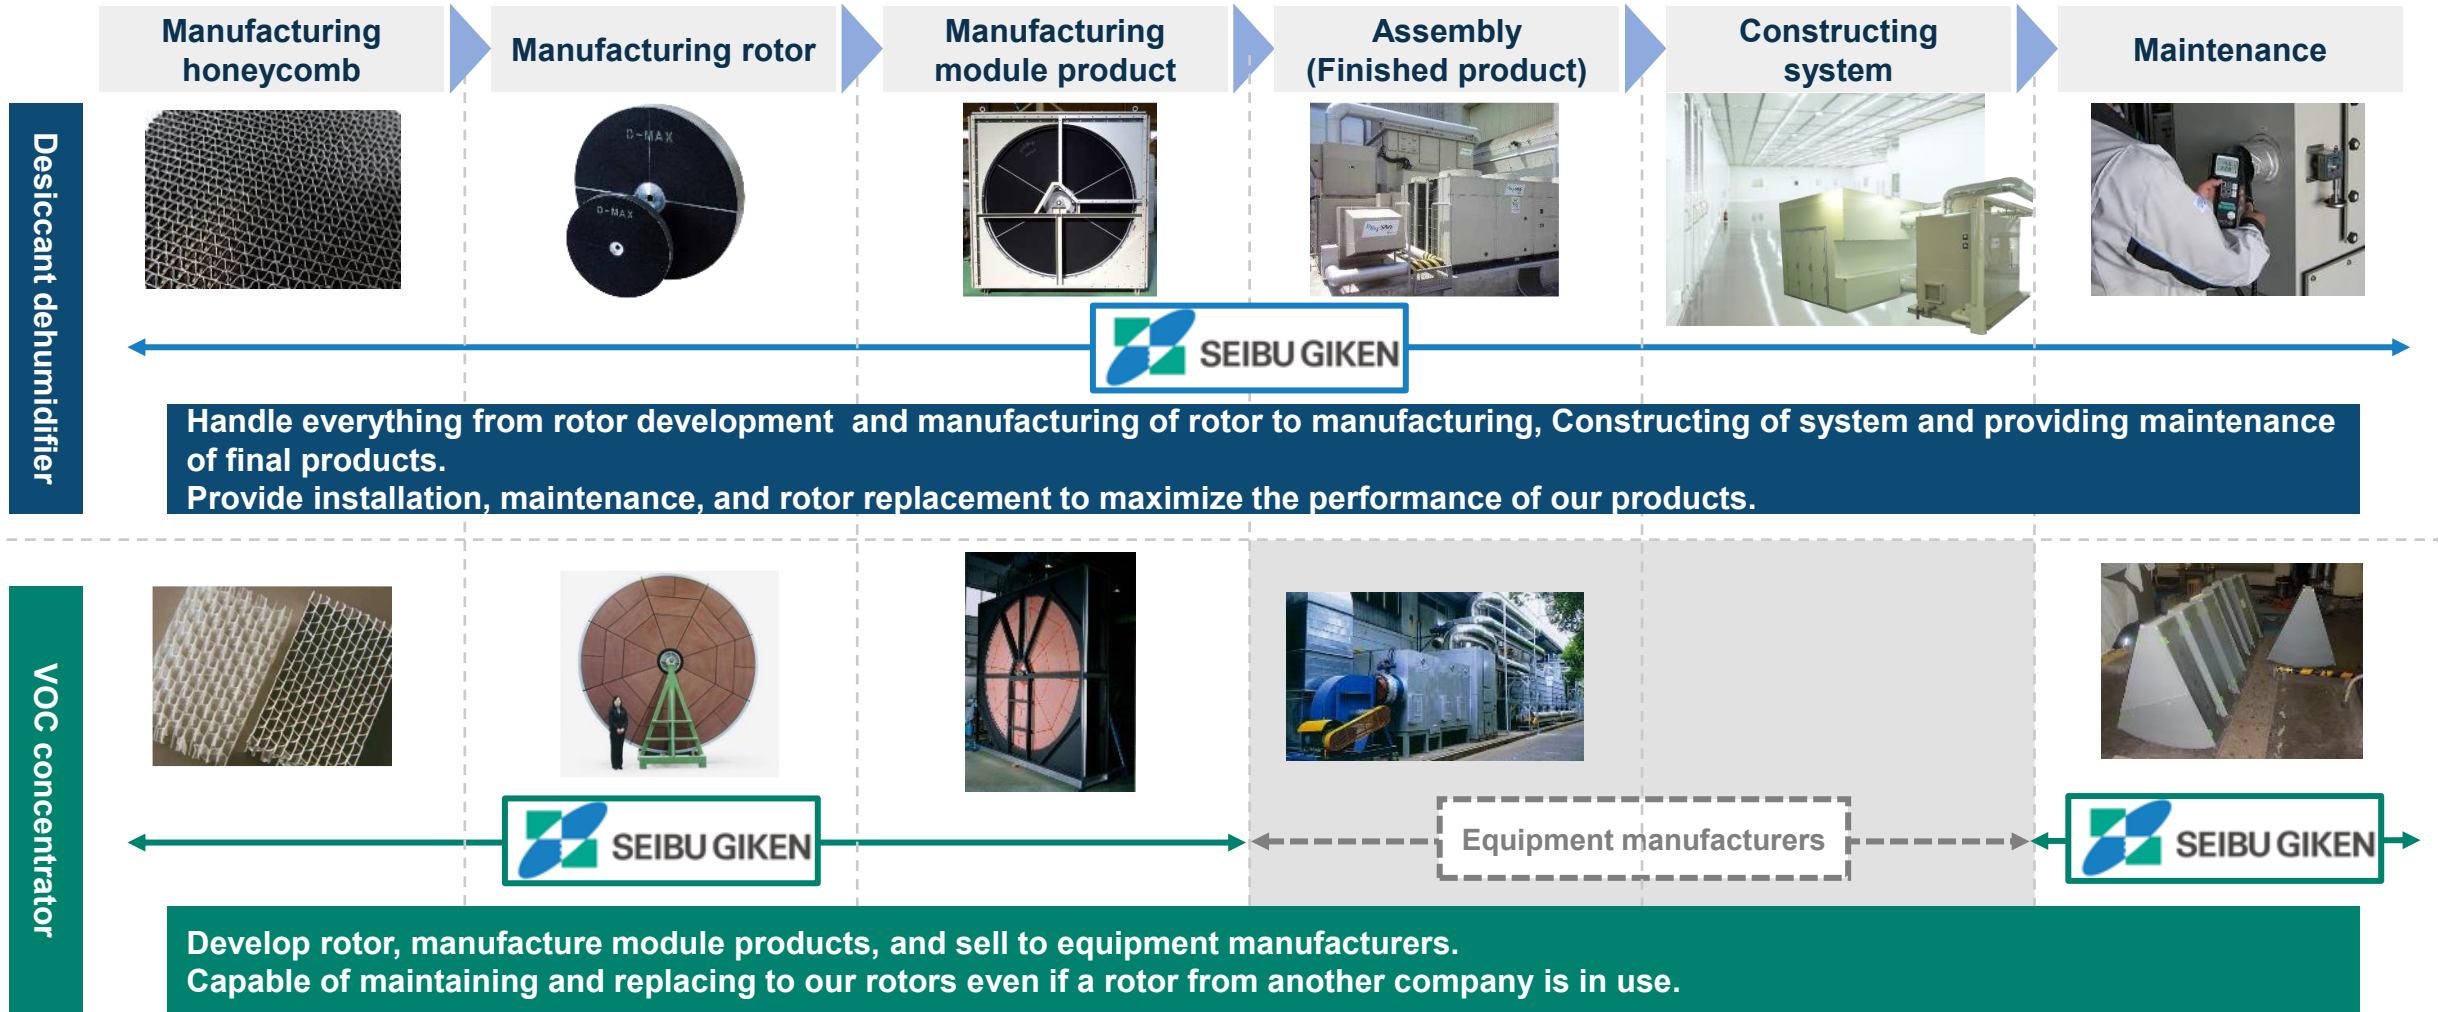 Manufacturing
honeycomb
Manufacturing rotor
Manufacturing
module product
Assembly
(Finished product)
Constructing
system
Maintenance
Desiccant dehumidifier
D-MAX
D-MAX
SEIBU GIKEN
Handle everything from rotor development and manufacturing of rotor to manufacturing, Constructing of system and providing maintenance
of final products.
Provide installation, maintenance, and rotor replacement to maximize the performance of our products.
VOC concentrator
SEIBU GIKEN
Equipment manufacturers
SEIBU GIKEN
Develop rotor, manufacture module products, and sell to equipment manufacturers.
Capable of maintaining and replacing to our rotors even if a rotor from another company is in use.